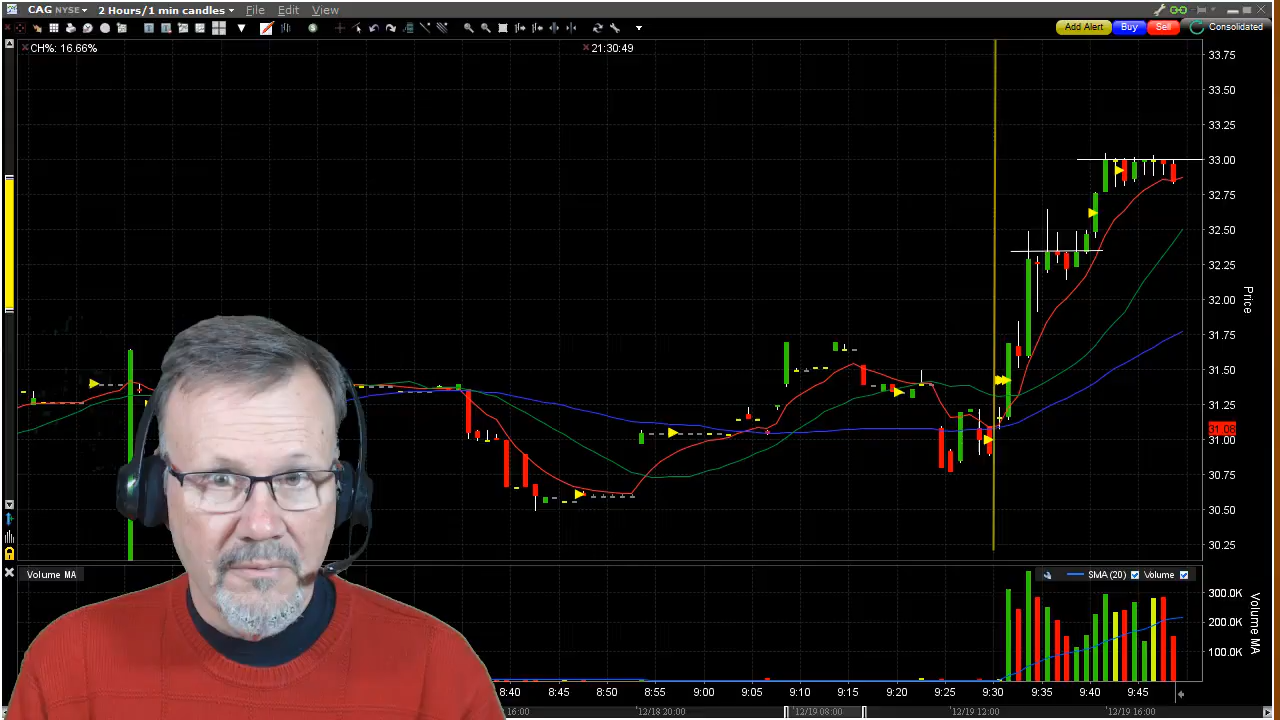 CAG NYSE 2 Hours/1 min candles File Edit View
Add Alert Buy Sell Consolidated
CH%: 16.66%
21:30:49
33.75
33.50
33.25
33.00
32.75
32.50
32.25
32.00
31.75
31.50
31.25
31.08
31.00
30.75
30.50
30.25
Price
Volume MA
SMA (20) Volume
300.0K
200.0K
100.0K
Volume MA
8:40 8:45 8:50 8:55 9:00 9:05 9:10 9:15 9:20 9:25 9:30 9:35 9:40 9:45
16:00 12/18 20:00 12/19 08:00 12/19 12:00 12/19 16:00